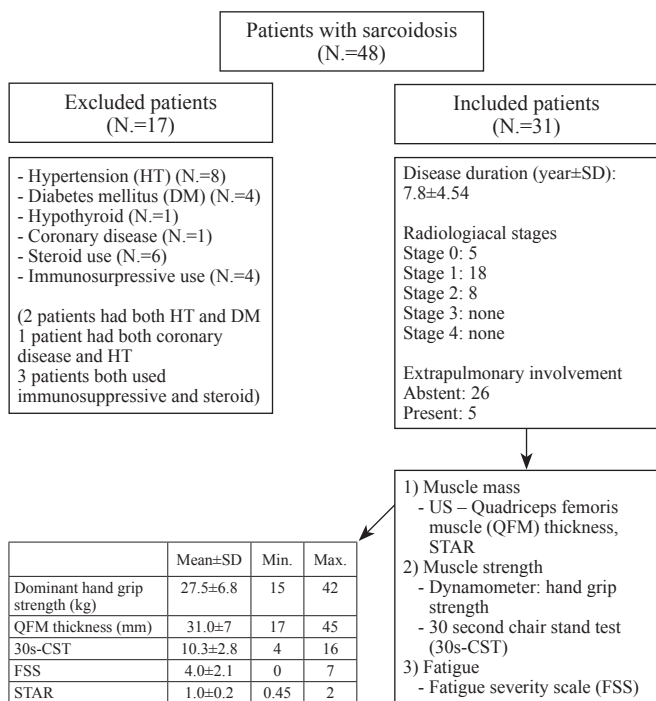 Patients with sarcoidosis
(N.=48)
Excluded patients
(N.=17)
- Hypertension (HT) (N.=8)
- Diabetes mellitus (DM) (N.=4)
- Hypothyroid (N.=1)
- Coronary disease (N.=1)
- Steroid use (N.=6)
- Immunosurpressive use (N.=4)
(2 patients had both HT and DM
1 patient had both coronary
disease and HT
3 patients both used
immunosuppressive and steroid)
Included patients
(N.=31)
Disease duration (year±SD):
7.8±4.54
Radiologiacal stages
Stage 0: 5
Stage 1: 18
Stage 2: 8
Stage 3: none
Stage 4: none
Extrapulmonary involvement
Abstent: 26
Present: 5
1) Muscle mass
- US – Quadriceps femoris
muscle (QFM) thickness,
STAR
2) Muscle strength
- Dynamometer: hand grip
strength
- 30 second chair stand test
(30s-CST)
3) Fatigue
- Fatigue severity scale (FSS)
Mean±SD Min. Max.
Dominant hand grip
strength (kg) 27.5±6.8 15 42
QFM thickness (mm) 31.0±7 17 45
30s-CST 10.3±2.8 4 16
FSS 4.0±2.1 0 7
STAR 1.0±0.2 0.45 2